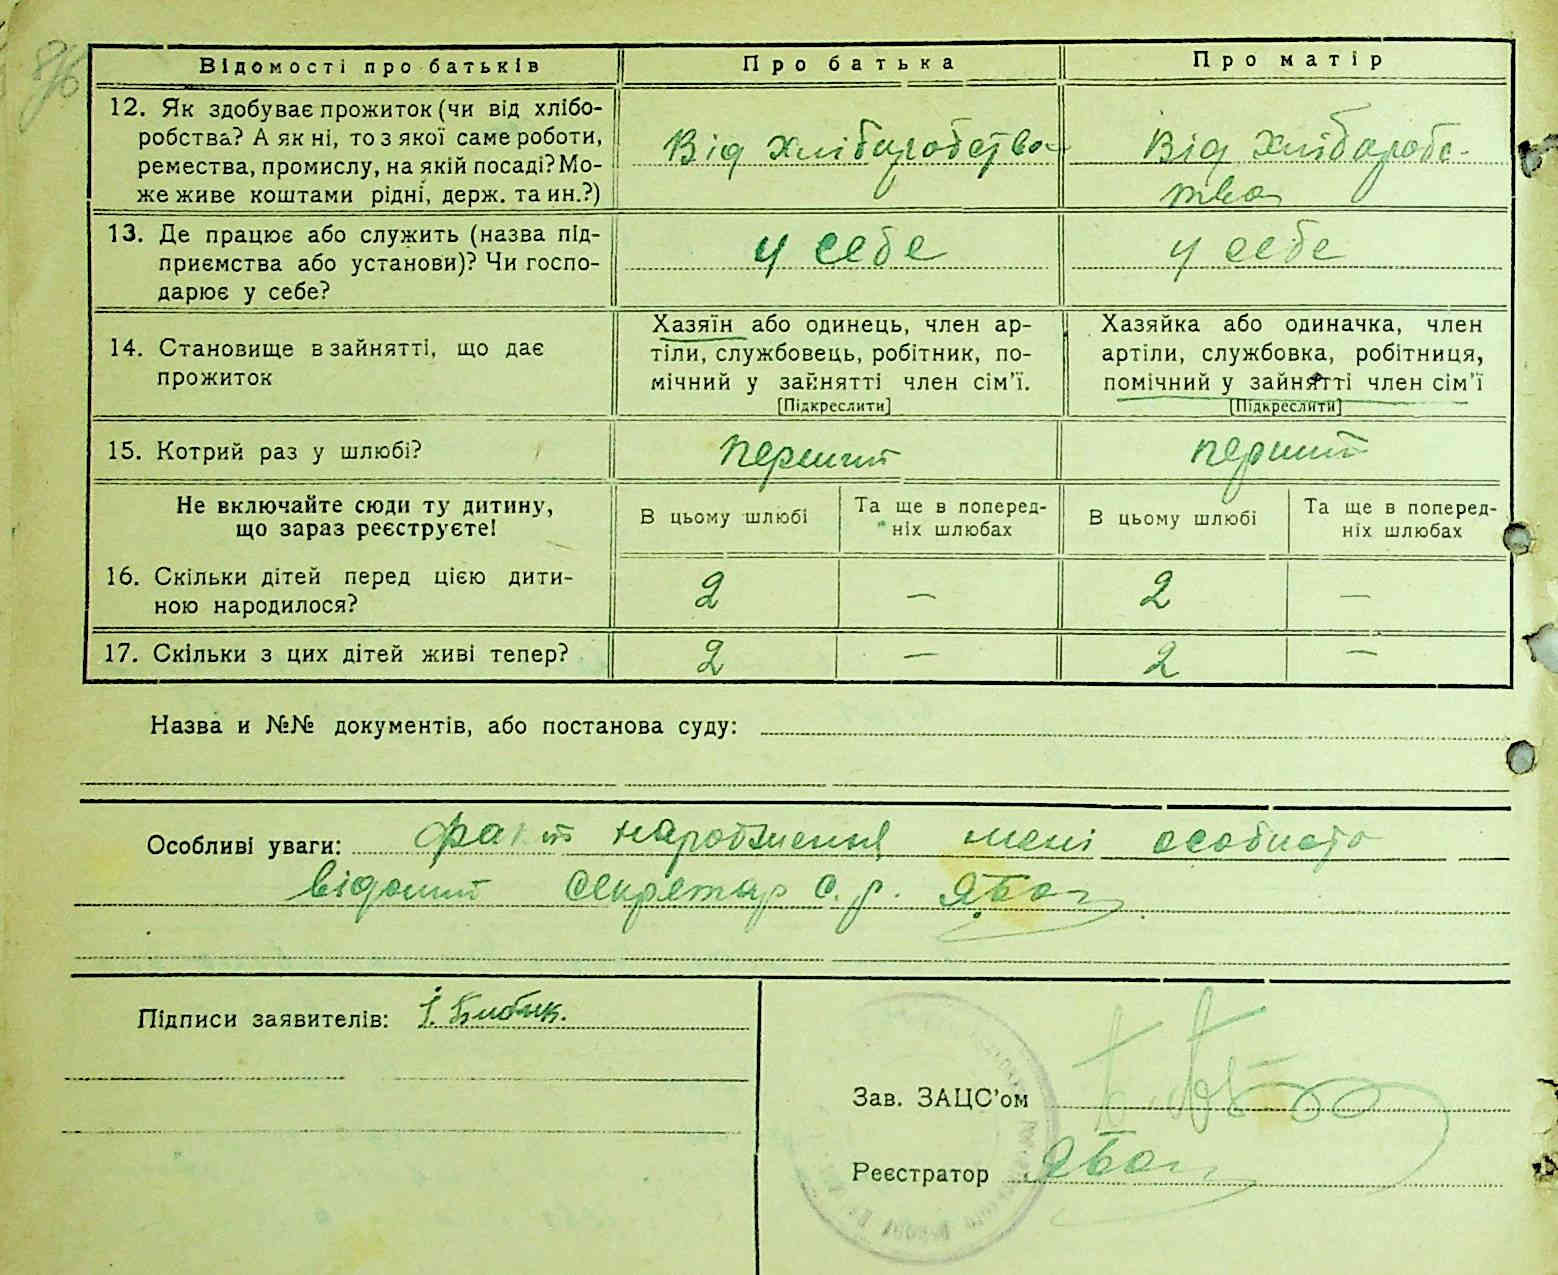 Відомості про батьків Про батька Про матір
12. Як здобуває прожиток (чи від хлібо-
робства? А як ні, то з якої саме роботи,
ремества, промислу, на якій посаді? Мо-
же живе коштами рідні, держ. та ин.?)
Від хлібаробства
Від хлібаробс-
тва
13. Де працює або служить (назва під-
приємства або установи)? Чи госпо-
дарює у себе?
у себе
у себе
14. Становище в зайнятті, що дає
прожиток
Хазяїн або одинець, член ар-
тіли, службовець, робітник, по-
мічний у зайнятті член сім'ї.
[Підкреслити]
Хазяйка або одиначка, член
артіли, службовка, робітниця,
помічний у зайнятті член сім'ї
[Підкреслити]
15. Котрий раз у шлюбі?
перший
перший
Не включайте сюди ту дитину,
що зараз реєструєте!
В цьому шлюбі
Та ще в поперед-
ніх шлюбах
В цьому шлюбі
Та ще в поперед-
ніх шлюбах
16. Скільки дітей перед цією дити-
ною народилося?
2 — 2 —
17. Скільки з цих дітей живі тепер?
2 — 2 —
Назва и №№ документів, або постанова суду:
Особливі уваги: факт народження мені особисто
відомий секретар с. р.
Підписи заявителів: І. Бибик.
Зав. ЗАЦС'ом
Реєстратор